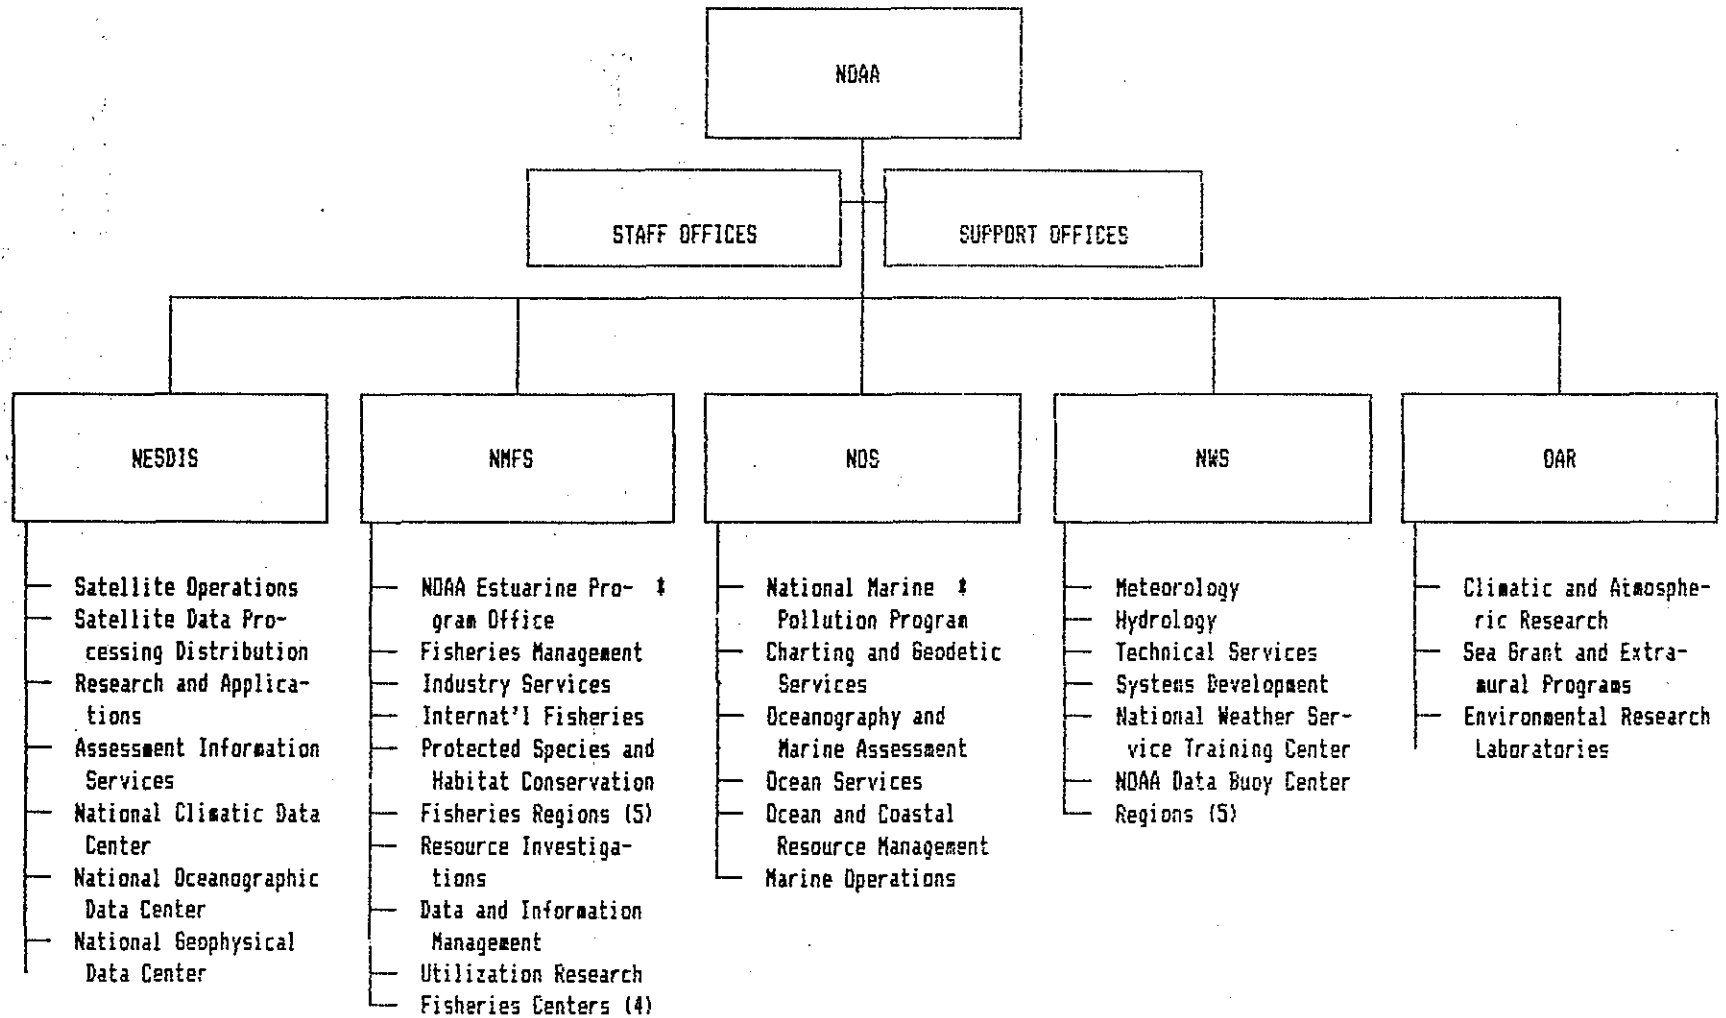 NOAA
STAFF OFFICES
SUPPORT OFFICES
NESDIS
Satellite Operations
Satellite Data Pro-
cessing Distribution
Research and Applica-
tions
Assessment Information
Services
National Climatic Data
Center
National Oceanographic
Data Center
National Geophysical
Data Center
NMFS
NOAA Estuarine Pro- *
gram Office
Fisheries Management
Industry Services
Internat'l Fisheries
Protected Species and
Habitat Conservation
Fisheries Regions (5)
Resource Investiga-
tions
Data and Information
Management
Utilization Research
Fisheries Centers (4)
NOS
National Marine *
Pollution Program
Charting and Geodetic
Services
Oceanography and
Marine Assessment
Ocean Services
Ocean and Coastal
Resource Management
Marine Operations
NWS
Meteorology
Hydrology
Technical Services
Systems Development
National Weather Ser-
vice Training Center
NOAA Data Buoy Center
Regions (5)
OAR
Climatic and Atmosphe-
ric Research
Sea Grant and Extra-
mural Programs
Environmental Research
Laboratories